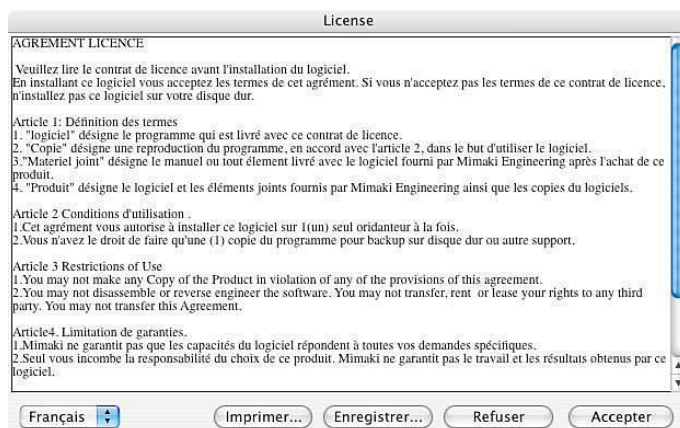 License
AGREMENT LICENCE
Veuillez lire le contrat de licence avant l'installation du logiciel.
En installant ce logiciel vous acceptez les termes de cet agrément. Si vous n'acceptez pas les termes de ce contrat de licence,
n'installez pas ce logiciel sur votre disque dur.
Article 1: Définition des termes
1. "logiciel" désigne le programme qui est livré avec ce contrat de licence.
2. "Copie" désigne une reproduction du programme, en accord avec l'article 2, dans le but d'utiliser le logiciel.
3."Materiel joint" désigne le manuel ou tout élement livré avec le logiciel fourni par Mimaki Engineering après l'achat de ce
produit.
4. "Produit" désigne le logiciel et les éléments joints fournis par Mimaki Engineering ainsi que les copies du logiciels.
Article 2 Conditions d'utilisation .
1.Cet agrément vous autorise à installer ce logiciel sur 1(un) seul oridanteur à la fois.
2.Vous n'avez le droit de faire qu'une (1) copie du programme pour backup sur disque dur ou autre support.
Article 3 Restrictions of Use
1.You may not make any Copy of the Product in violation of any of the provisions of this agreement.
2.You may not disassemble or reverse engineer the software. You may not transfer, rent or lease your rights to any third
party. You may not transfer this Agreement.
Article4. Limitation de garanties.
1.Mimaki ne garantit pas que les capacités du logiciel répondent à toutes vos demandes spécifiques.
2.Seul vous incombe la responsabilité du choix de ce produit. Mimaki ne garantit pas le travail et les résultats obtenus par ce
logiciel.
Français Imprimer... Enregistrer... Refuser Accepter